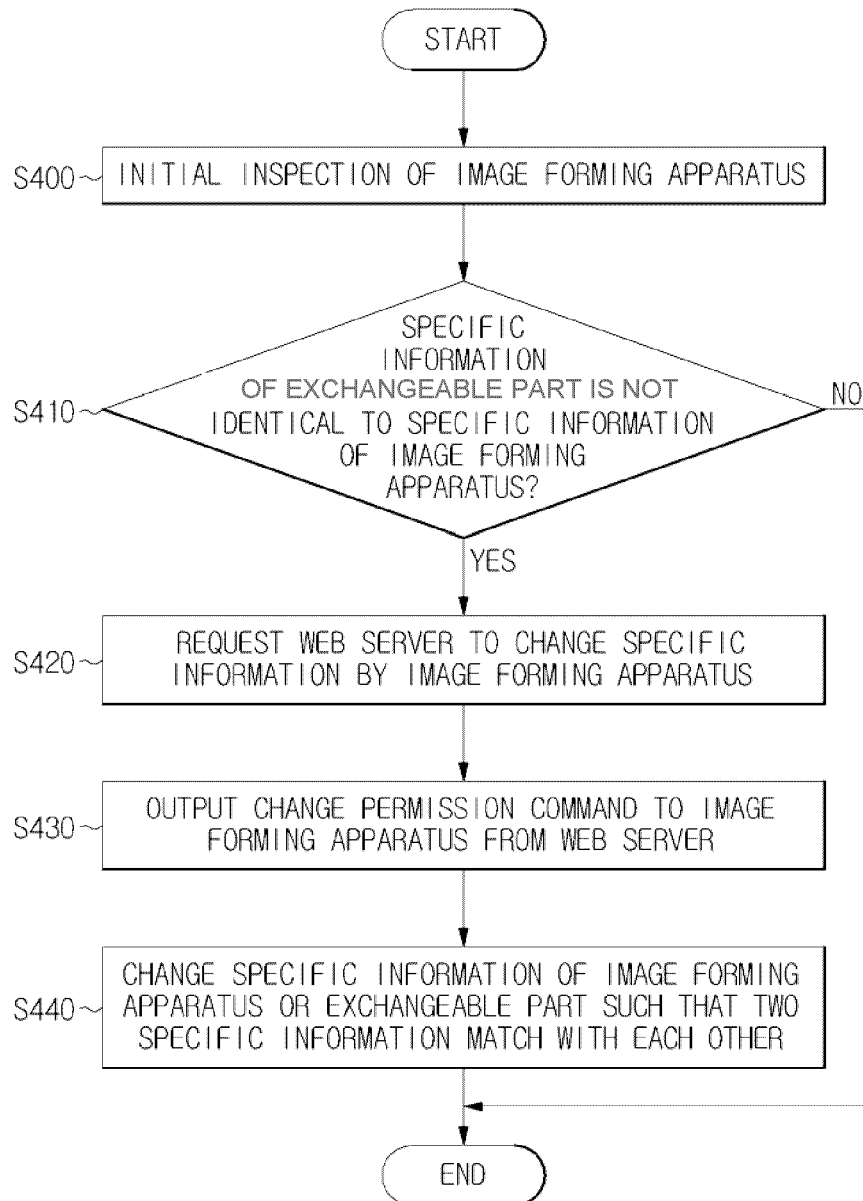 START
S400
INITIAL INSPECTION OF IMAGE FORMING APPARATUS
SPECIFIC
INFORMATION
OF EXCHANGEABLE PART IS NOT
IDENTICAL TO SPECIFIC INFORMATION
OF IMAGE FORMING
APPARATUS?
S410
NO
YES
S420
REQUEST WEB SERVER TO CHANGE SPECIFIC
INFORMATION BY IMAGE FORMING APPARATUS
S430
OUTPUT CHANGE PERMISSION COMMAND TO IMAGE
FORMING APPARATUS FROM WEB SERVER
S440
CHANGE SPECIFIC INFORMATION OF IMAGE FORMING
APPARATUS OR EXCHANGEABLE PART SUCH THAT TWO
SPECIFIC INFORMATION MATCH WITH EACH OTHER
END